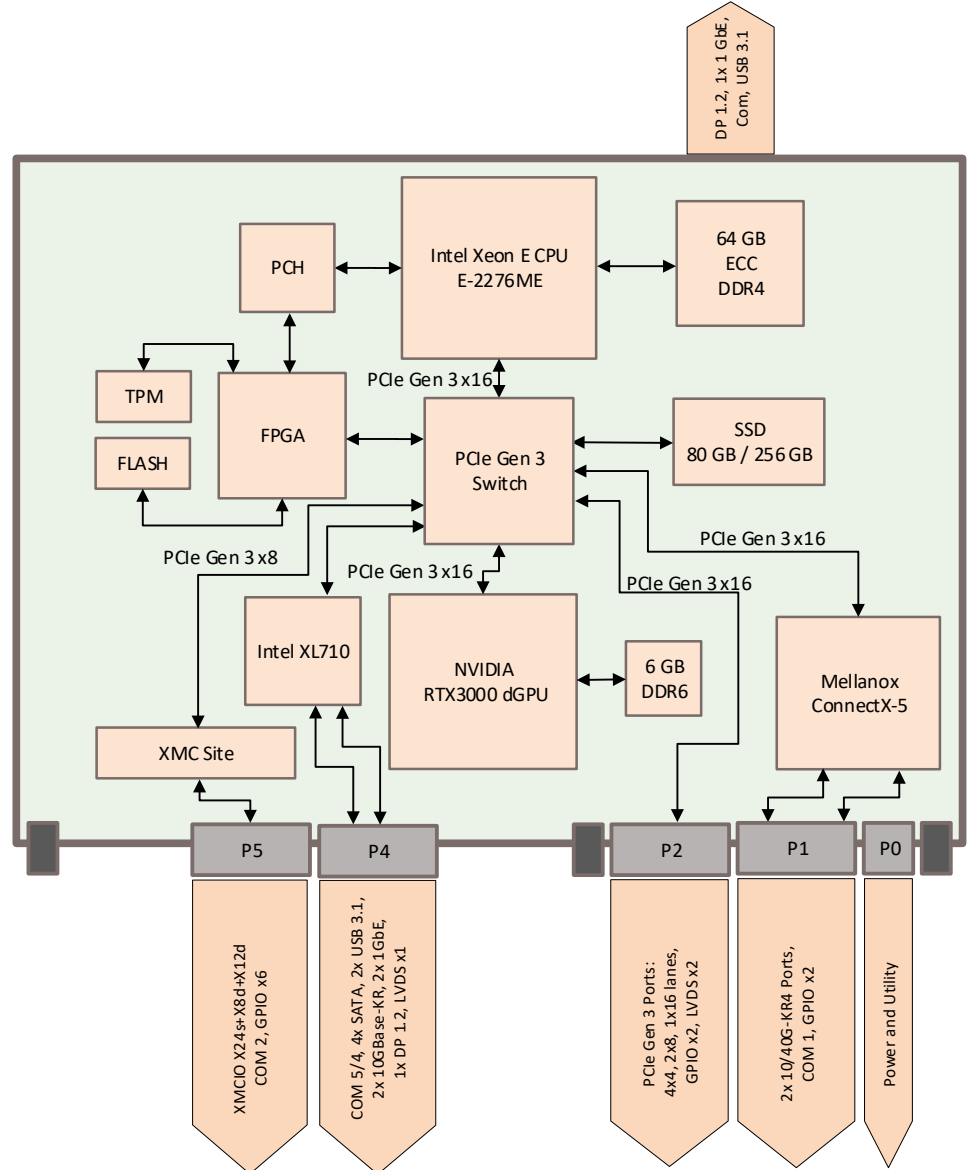 DP 1.2, 1x 1 GbE,
Com, USB 3.1
Intel Xeon E CPU
E-2276ME
64 GB
ECC
DDR4
PCH
PCIe Gen 3 x16
TPM
FPGA
FLASH
PCIe Gen 3
Switch
SSD
80 GB / 256 GB
PCIe Gen 3 x8
PCIe Gen 3 x16
PCIe Gen 3 x16
PCIe Gen 3 x16
Intel XL710
NVIDIA
RTX3000 dGPU
6 GB
DDR6
Mellanox
ConnectX-5
XMC Site
P5
P4
P2
P1
P0
XMCIO X24s+X8d+X12d
COM 2, GPIO x6
COM 5/4, 4x SATA, 2x USB 3.1,
2x 10GBase-KR, 2x 1GbE,
1x DP 1.2, LVDS x1
PCIe Gen 3 Ports:
4x4, 2x8, 1x16 lanes,
GPIO x2, LVDS x2
2x 10/40G-KR4 Ports,
COM 1, GPIO x2
Power and Utility